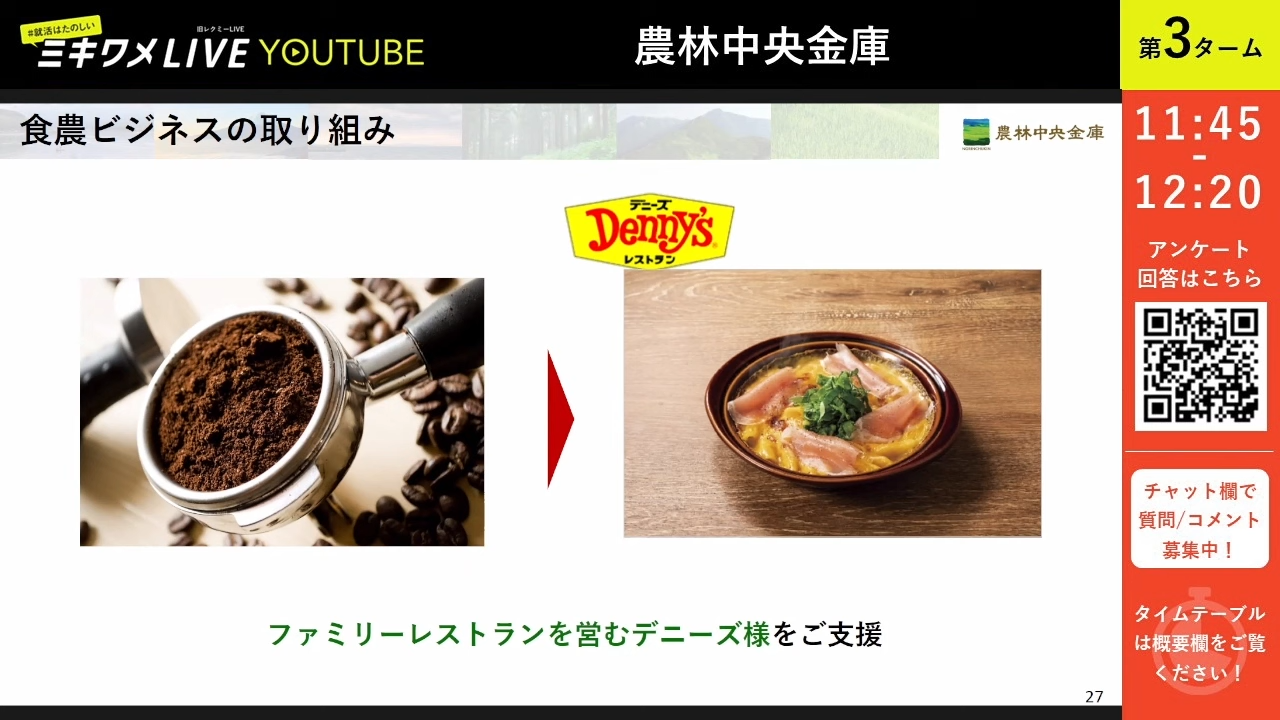 #就活はたのしい
旧レクミーLIVE
ミキワメLIVE YOUTUBE
農林中央金庫
第3ターム
食農ビジネスの取り組み
農林中央金庫
NORINCHUKIN
11:45
-
12:20
アンケート
回答はこちら
デニーズ
Denny's
レストラン
チャット欄で
質問/コメント
募集中！
ファミリーレストランを営むデニーズ様をご支援
タイムテーブル
は概要欄をご覧
ください！
27